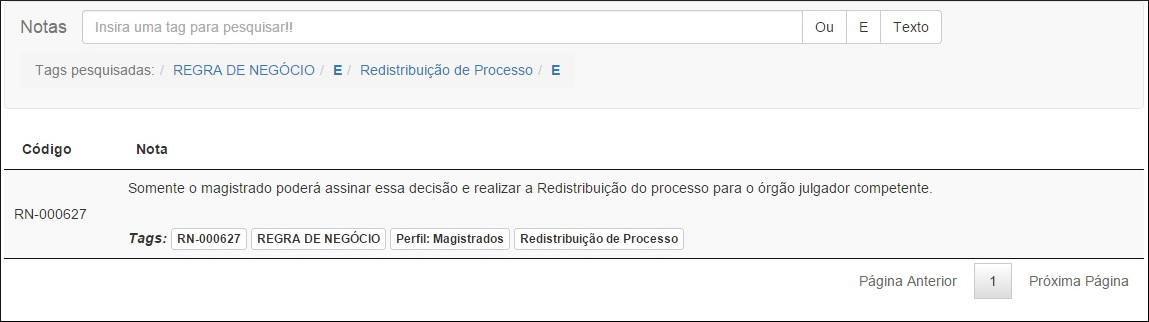 Notas Insira uma tag para pesquisar!! Ou E Texto
Tags pesquisadas: / REGRA DE NEGÓCIO / E / Redistribuição de Processo / E
Código Nota
Somente o magistrado poderá assinar essa decisão e realizar a Redistribuição do processo para o órgão julgador competente.
RN-000627
Tags: RN-000627 REGRA DE NEGÓCIO Perfil: Magistrados Redistribuição de Processo
Página Anterior 1 Próxima Página